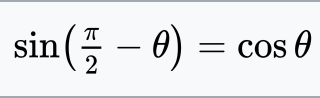 sin(π/2 − θ) = cos θ